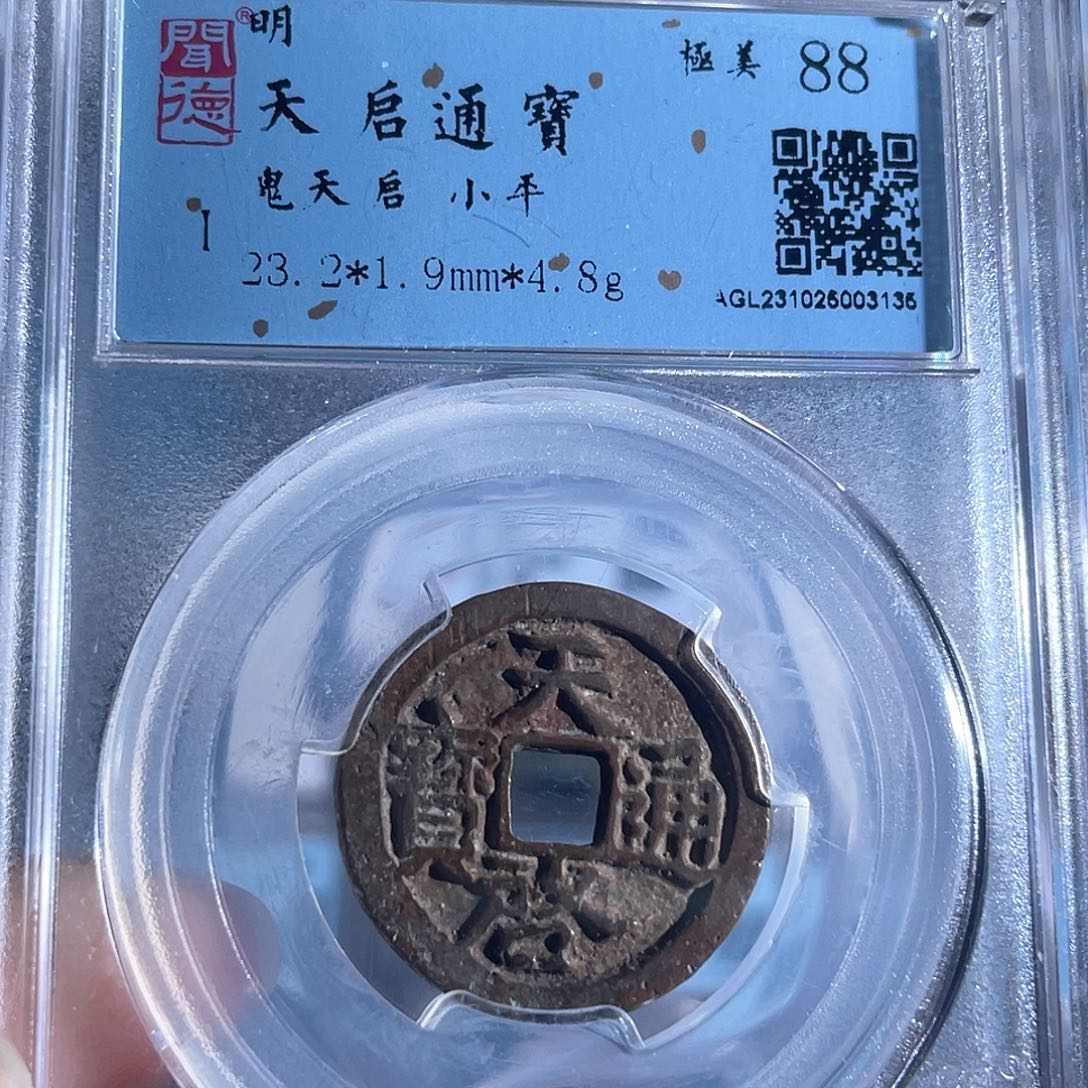 聞德®
明
極美 88
天启通寶
鬼天启 小平
I
23.2*1.9mm*4.8g
AGL231026003135
天启通寶